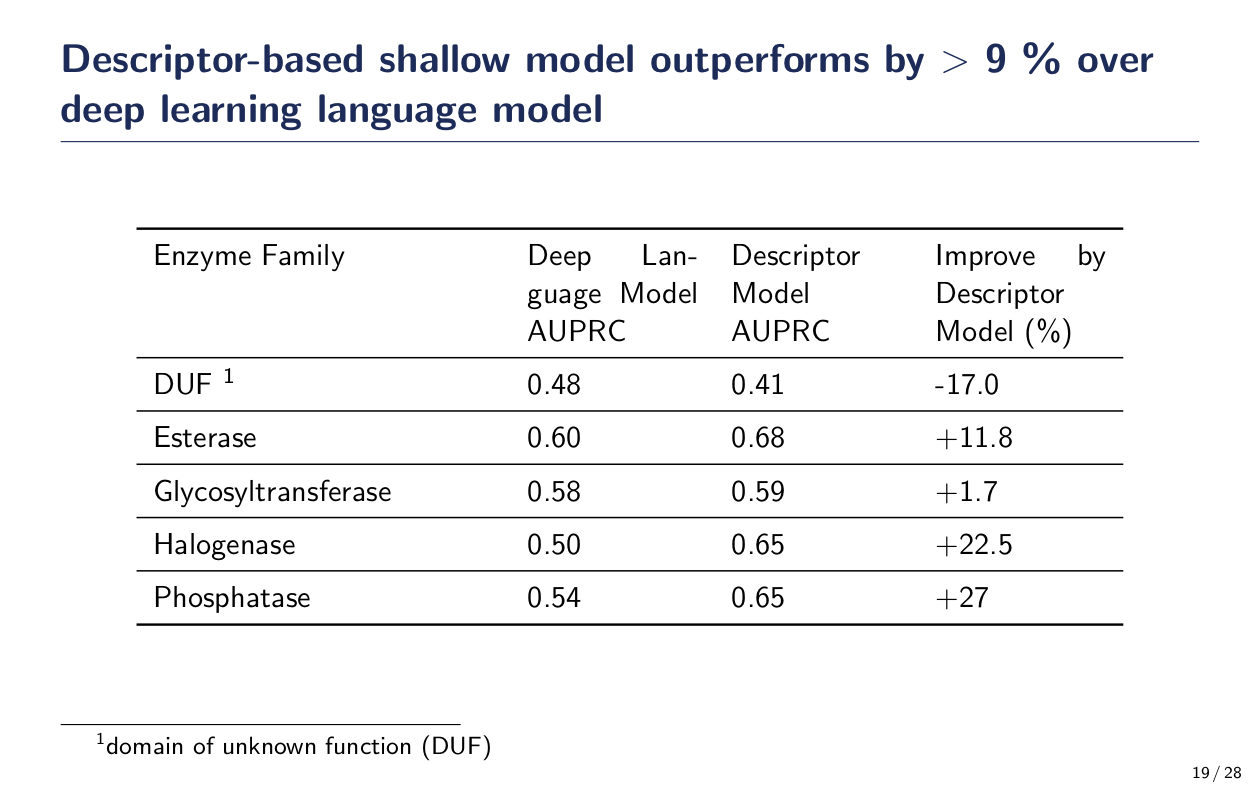 Descriptor-based shallow model outperforms by > 9 % over
deep learning language model
Enzyme Family
Deep Lan-
guage Model
AUPRC
Descriptor
Model
AUPRC
Improve by
Descriptor
Model (%)
DUF 1 0.48 0.41 -17.0
Esterase 0.60 0.68 +11.8
Glycosyltransferase 0.58 0.59 +1.7
Halogenase 0.50 0.65 +22.5
Phosphatase 0.54 0.65 +27
1domain of unknown function (DUF)
19 / 28